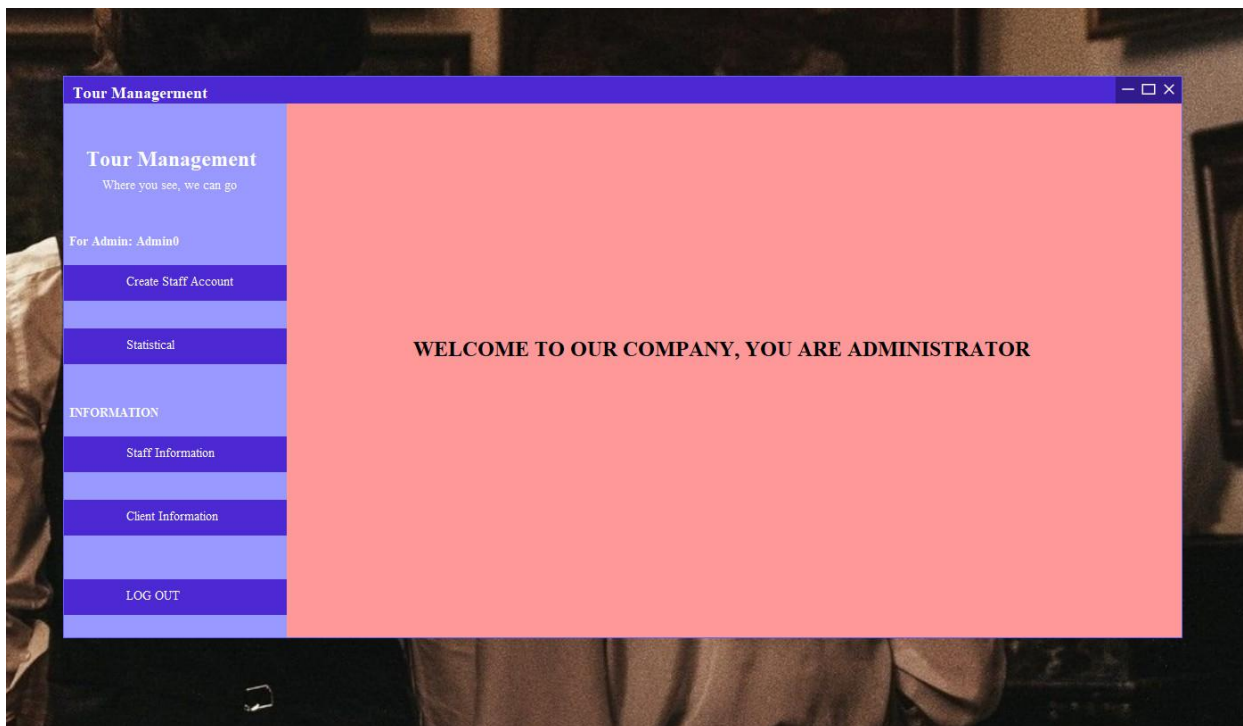 Tour Managerment
Tour Management
Where you see, we can go
For Admin: Admin0
Create Staff Account
Statistical
INFORMATION
Staff Information
Client Information
LOG OUT
WELCOME TO OUR COMPANY, YOU ARE ADMINISTRATOR